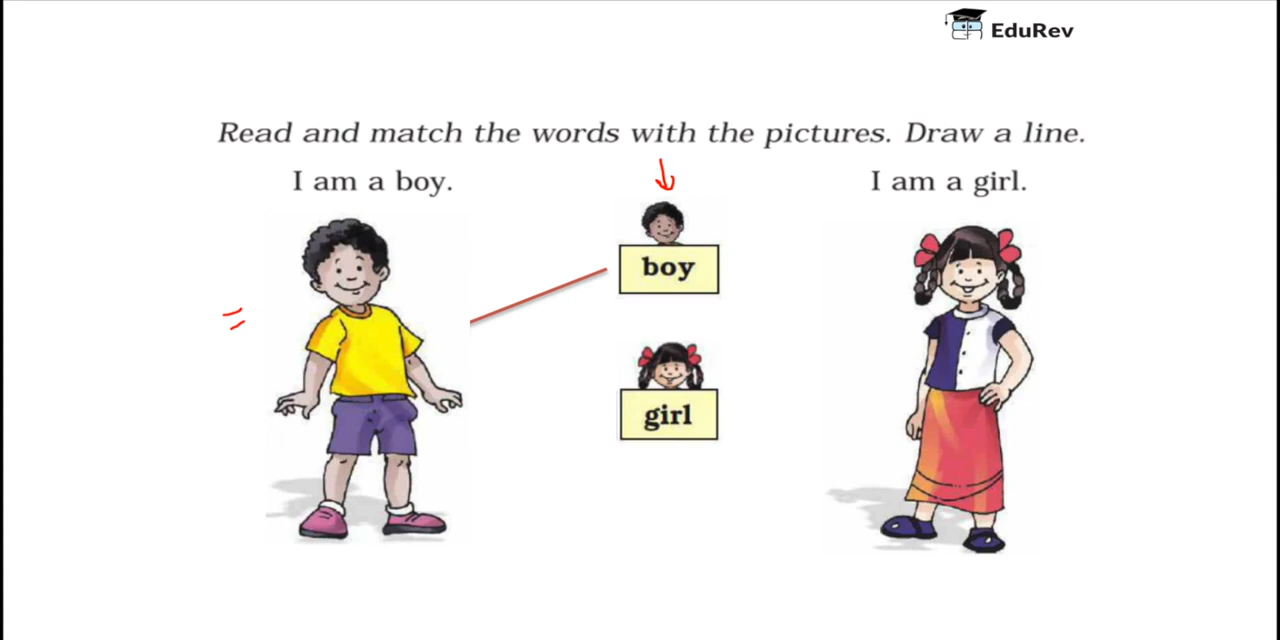 EduRev
Read and match the words with the pictures. Draw a line.
I am a boy.
I am a girl.
boy
girl